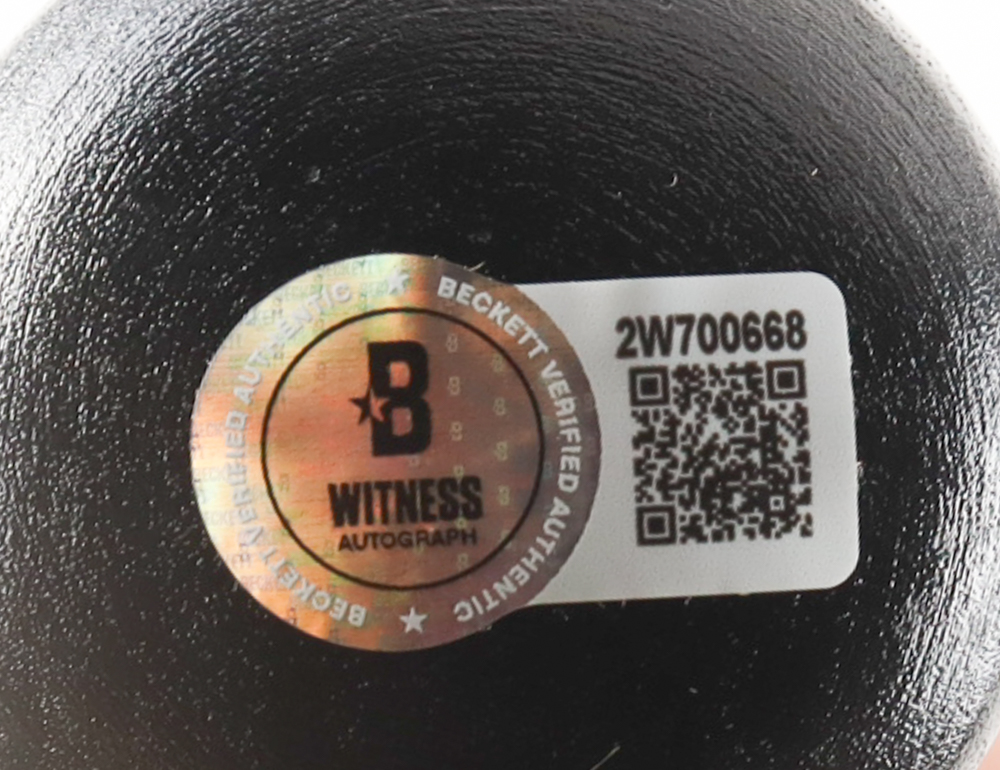 BECKETT VERIFIED AUTHENTIC
BECKETT VERIFIED AUTHENTIC
B
WITNESS
AUTOGRAPH
2W700668